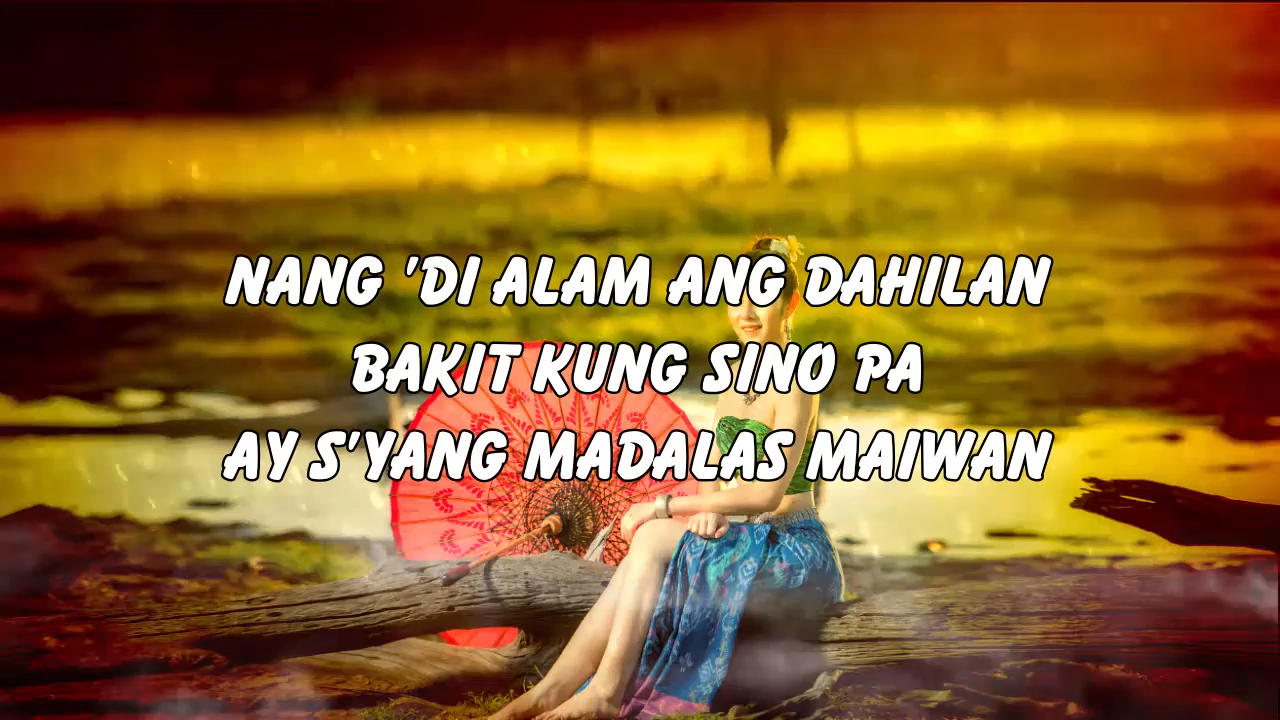 NANG 'DI ALAM ANG DAHILAN
BAKIT KUNG SINO PA
AY S'YANG MADALAS MAIWAN